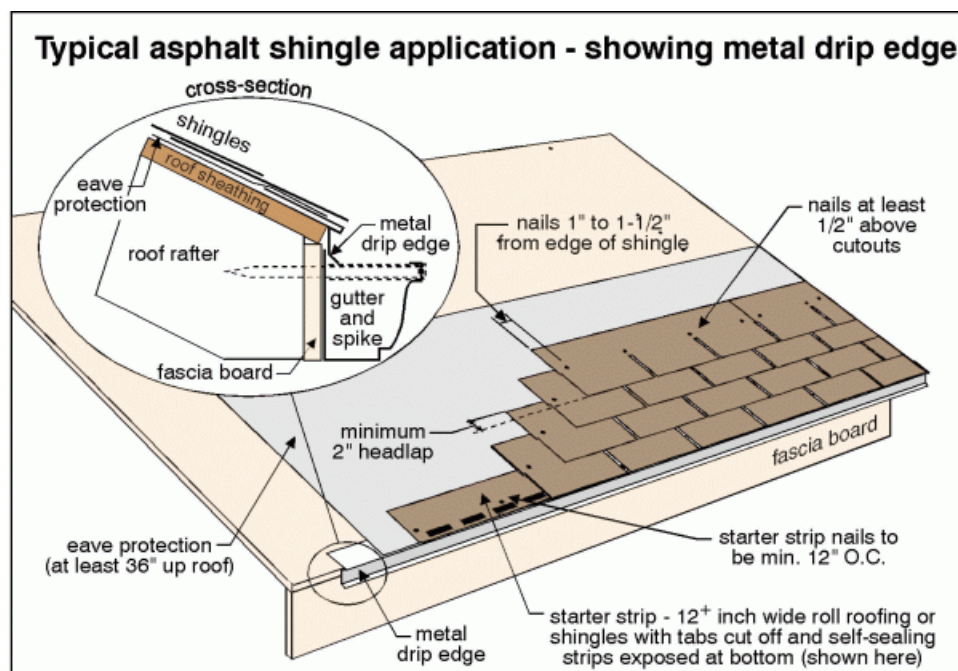 Typical asphalt shingle application - showing metal drip edge
cross-section
shingles
roof sheathing
eave
protection
metal
drip edge
roof rafter
gutter
and
spike
fascia board
nails 1" to 1-1/2"
from edge of shingle
nails at least
1/2" above
cutouts
minimum
2" headlap
fascia board
eave protection
(at least 36" up roof)
starter strip nails to
be min. 12" O.C.
metal
drip edge
starter strip - 12+ inch wide roll roofing or
shingles with tabs cut off and self-sealing
strips exposed at bottom (shown here)